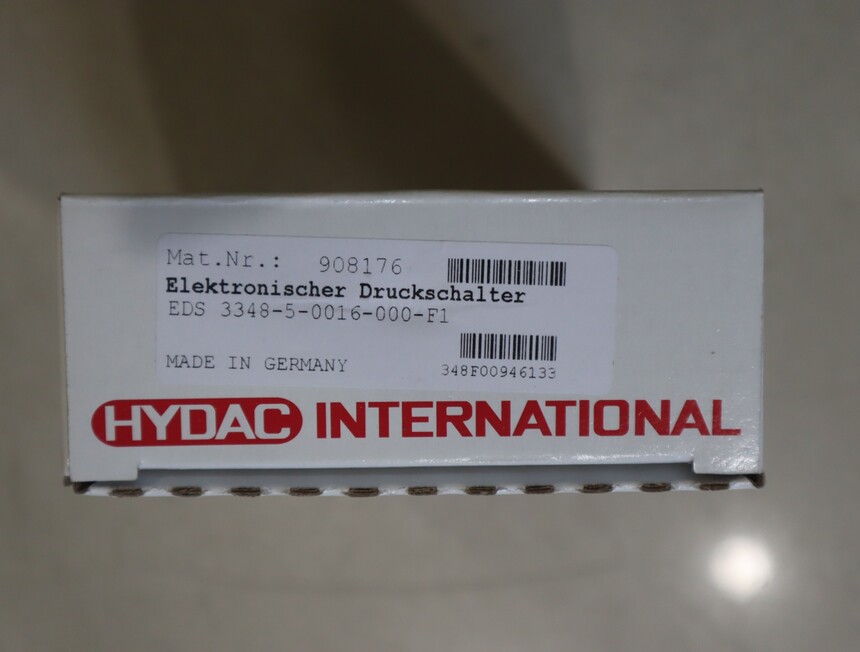 Mat.Nr.: 908176
Elektronischer Druckschalter
EDS 3348-5-0016-000-F1
MADE IN GERMANY 348F00946133
HYDAC INTERNATIONAL